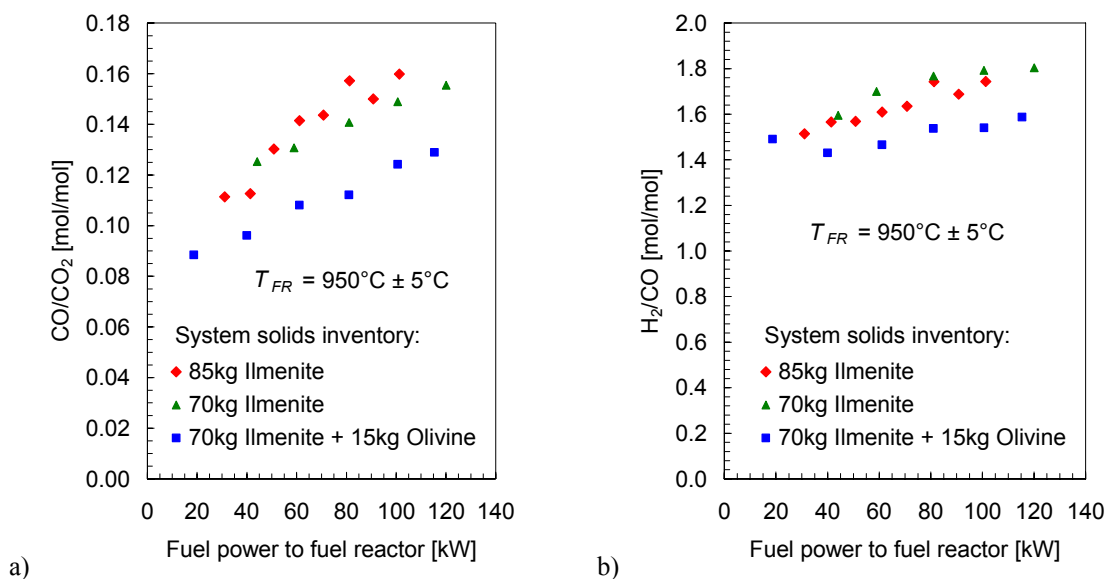 0.18
0.16
0.14
0.12
0.10
0.08
0.06
0.04
0.02
0.00
CO/CO₂ [mol/mol]
T FR = 950°C ± 5°C
System solids inventory:
85kg Ilmenite
70kg Ilmenite
70kg Ilmenite + 15kg Olivine
0 20 40 60 80 100 120 140
Fuel power to fuel reactor [kW]
a)
2.0
1.8
1.6
1.4
1.2
1.0
0.8
0.6
0.4
0.2
0.0
H₂/CO [mol/mol]
T FR = 950°C ± 5°C
System solids inventory:
85kg Ilmenite
70kg Ilmenite
70kg Ilmenite + 15kg Olivine
0 20 40 60 80 100 120 140
Fuel power to fuel reactor [kW]
b)